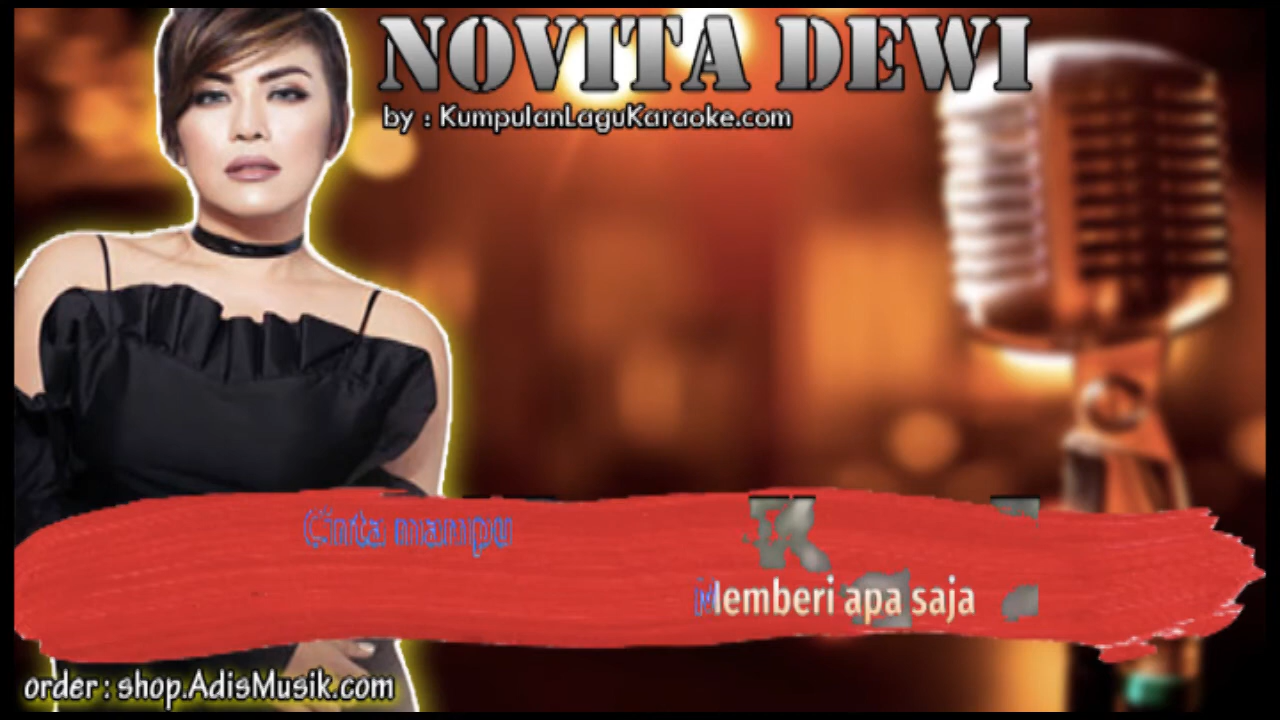 NOVITA DEWI
by : KumpulanLaguKaraoke.com
Cinta mampu
Memberi apa saja
order : shop.AdisMusik.com